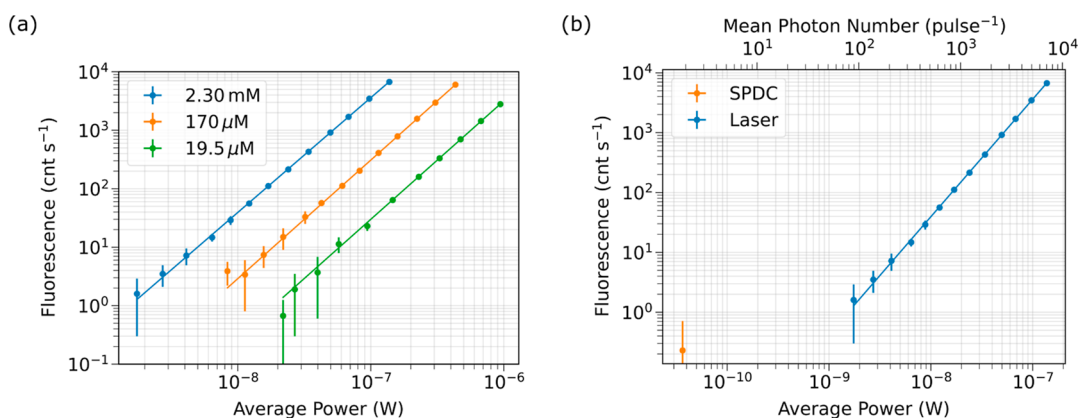 (a)
(b)
Mean Photon Number (pulse⁻¹)
10¹ 10² 10³ 10⁴
Fluorescence (cnt s⁻¹)
10⁴
10³
10²
10¹
10⁰
10⁻¹
2.30 mM
170 μM
19.5 μM
10⁻⁸ 10⁻⁷ 10⁻⁶
Average Power (W)
Fluorescence (cnt s⁻¹)
10⁴
10³
10²
10¹
10⁰
SPDC
Laser
10⁻¹⁰ 10⁻⁹ 10⁻⁸ 10⁻⁷
Average Power (W)